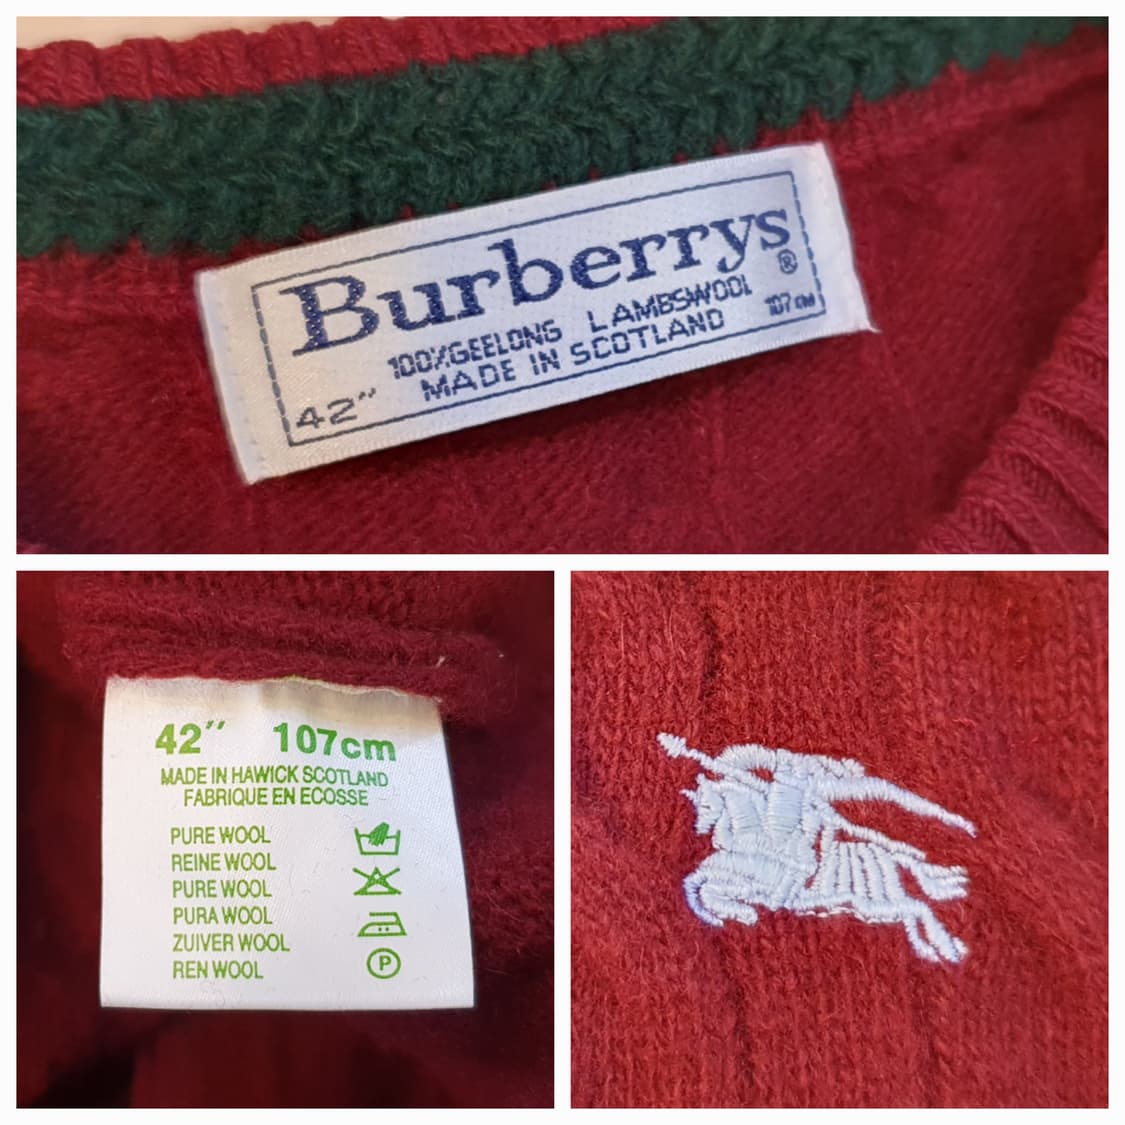 Burberrys
®
100%GEELONG LAMBSWOOL
42" MADE IN SCOTLAND 107cm
42" 107cm
MADE IN HAWICK SCOTLAND
FABRIQUE EN ECOSSE
PURE WOOL
REINE WOOL
PURE WOOL
PURA WOOL
ZUIVER WOOL
REN WOOL
P